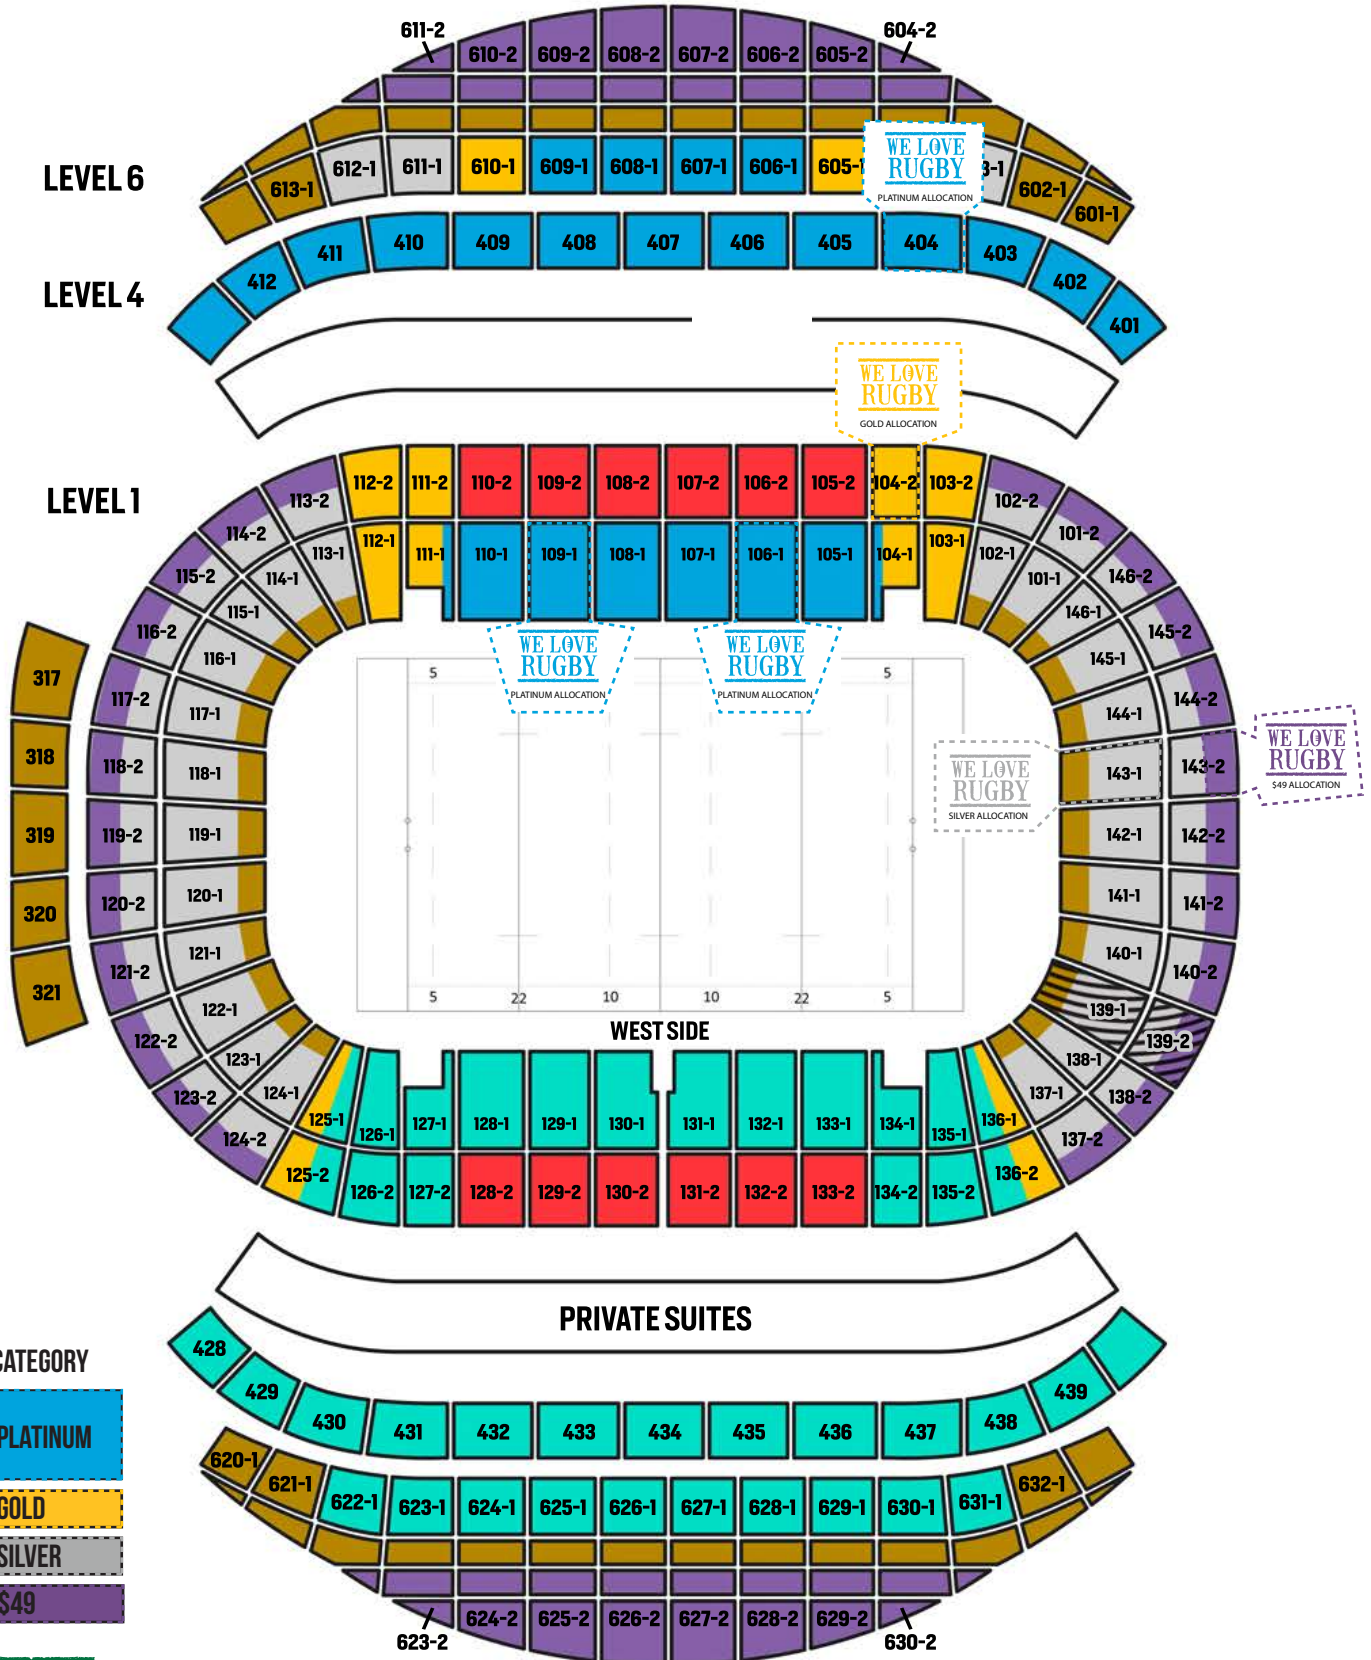 611-2
604-2
610-2 609-2 608-2 607-2 606-2 605-2
WE LOVE
RUGBY
PLATINUM ALLOCATION
LEVEL 6
613-1 612-1 611-1 610-1 609-1 608-1 607-1 606-1 605-1 602-1 601-1
LEVEL 4
412 411 410 409 408 407 406 405 404 403 402 401
WE LOVE
RUGBY
GOLD ALLOCATION
LEVEL 1
113-2 112-2 111-2 110-2 109-2 108-2 107-2 106-2 105-2 104-2 103-2 102-2
114-2 113-1 112-1 111-1 110-1 109-1 108-1 107-1 106-1 105-1 104-1 103-1 102-1 101-2
115-2 114-1 101-1 146-2
116-2 115-1 146-1 145-2
WE LOVE
RUGBY
PLATINUM ALLOCATION
WE LOVE
RUGBY
PLATINUM ALLOCATION
317 117-2 116-1 145-1 144-2
5 5
117-1 144-1
318 118-2 118-1 143-1 143-2
WE LOVE
RUGBY
SILVER ALLOCATION
WE LOVE
RUGBY
$49 ALLOCATION
319 119-2 119-1 142-1 142-2
320 120-2 120-1 141-1 141-2
321 121-2 121-1 140-1 140-2
5 22 10 10 22 5
WEST SIDE
122-2 122-1 139-1 139-2
123-2 123-1 138-1 138-2
124-2 124-1 137-1 137-2
125-1 126-1 127-1 128-1 129-1 130-1 131-1 132-1 133-1 134-1 135-1 136-1
125-2 126-2 127-2 128-2 129-2 130-2 131-2 132-2 133-2 134-2 135-2 136-2
PRIVATE SUITES
428 429 430 431 432 433 434 435 436 437 438 439
620-1 621-1 622-1 623-1 624-1 625-1 626-1 627-1 628-1 629-1 630-1 631-1 632-1
624-2 625-2 626-2 627-2 628-2 629-2
623-2
630-2
CATEGORY
PLATINUM
GOLD
SILVER
$49